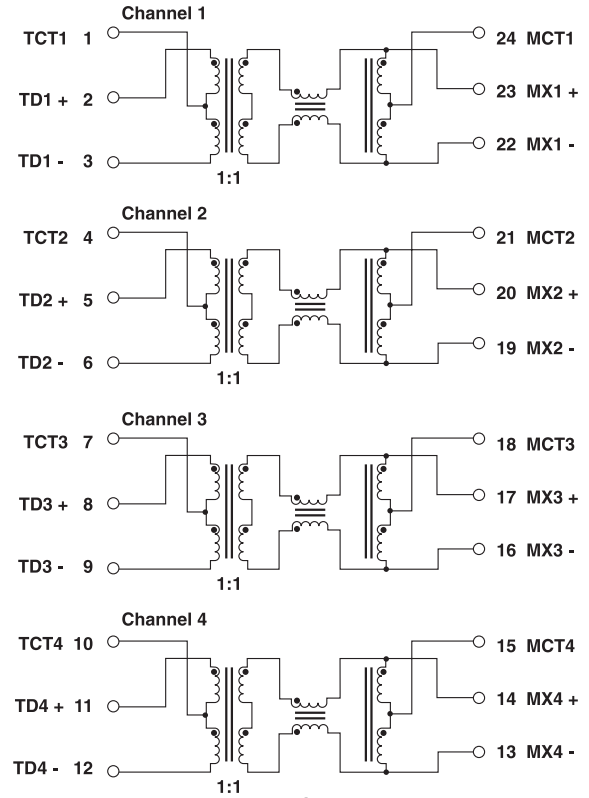 Channel 1
TCT1 1
24 MCT1
TD1 + 2
23 MX1 +
TD1 - 3
22 MX1 -
1:1
Channel 2
TCT2 4
21 MCT2
TD2 + 5
20 MX2 +
TD2 - 6
19 MX2 -
1:1
Channel 3
TCT3 7
18 MCT3
TD3 + 8
17 MX3 +
TD3 - 9
16 MX3 -
1:1
Channel 4
TCT4 10
15 MCT4
TD4 + 11
14 MX4 +
TD4 - 12
13 MX4 -
1:1